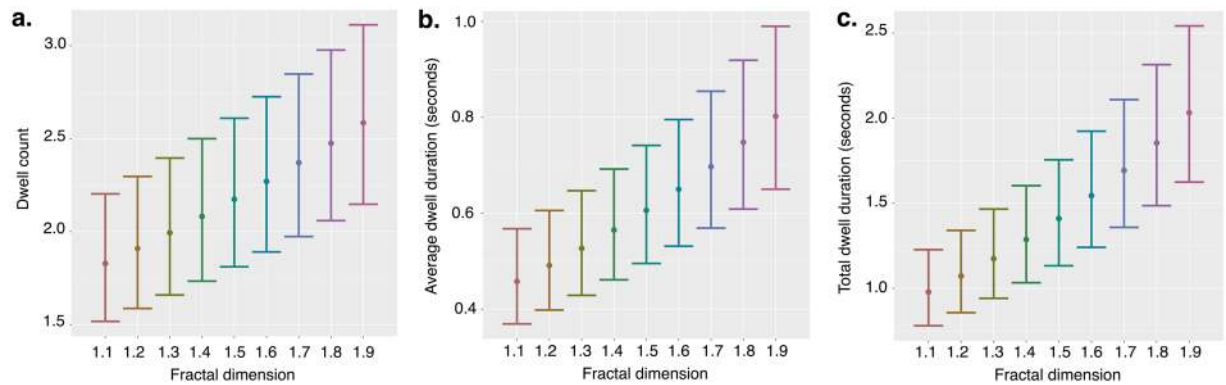 a.
Dwell count
3.0
2.5
2.0
1.5
1.1 1.2 1.3 1.4 1.5 1.6 1.7 1.8 1.9
Fractal dimension
b.
Average dwell duration (seconds)
1.0
0.8
0.6
0.4
1.1 1.2 1.3 1.4 1.5 1.6 1.7 1.8 1.9
Fractal dimension
c.
Total dwell duration (seconds)
2.5
2.0
1.5
1.0
1.1 1.2 1.3 1.4 1.5 1.6 1.7 1.8 1.9
Fractal dimension